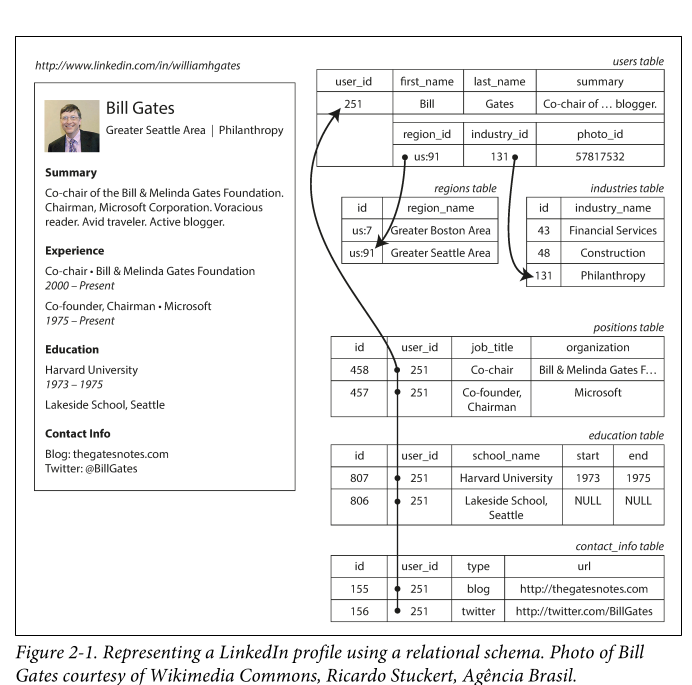 http://www.linkedin.com/in/williamhgates
Bill Gates
Greater Seattle Area | Philanthropy
Summary
Co-chair of the Bill & Melinda Gates Foundation.
Chairman, Microsoft Corporation. Voracious
reader. Avid traveler. Active blogger.
Experience
Co-chair • Bill & Melinda Gates Foundation
2000 – Present
Co-founder, Chairman • Microsoft
1975 – Present
Education
Harvard University
1973 – 1975
Lakeside School, Seattle
Contact Info
Blog: thegatesnotes.com
Twitter: @BillGates
users table
user_id first_name last_name summary
251 Bill Gates Co-chair of … blogger.
region_id industry_id photo_id
us:91 131 57817532
regions table
id region_name
us:7 Greater Boston Area
us:91 Greater Seattle Area
industries table
id industry_name
43 Financial Services
48 Construction
131 Philanthropy
positions table
id user_id job_title organization
458 251 Co-chair Bill & Melinda Gates F…
457 251 Co-founder, Microsoft
Chairman
education table
id user_id school_name start end
807 251 Harvard University 1973 1975
806 251 Lakeside School, NULL NULL
Seattle
contact_info table
id user_id type url
155 251 blog http://thegatesnotes.com
156 251 twitter http://twitter.com/BillGates
Figure 2-1. Representing a LinkedIn profile using a relational schema. Photo of Bill
Gates courtesy of Wikimedia Commons, Ricardo Stuckert, Agência Brasil.